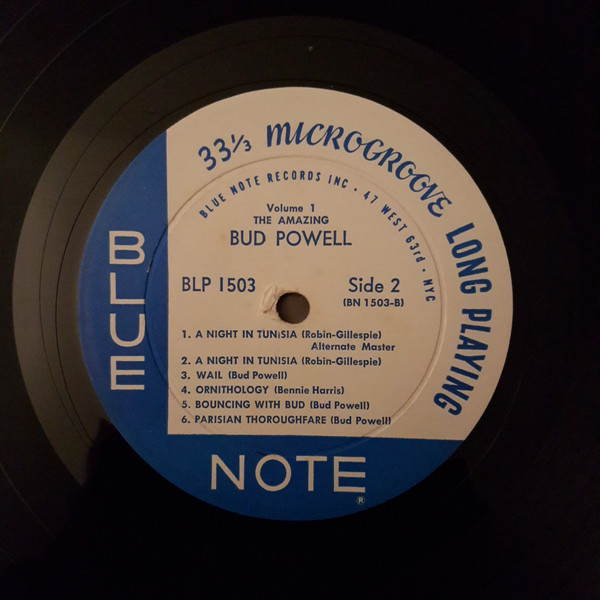 33⅓ MICROGROOVE LONG PLAYING
BLUE NOTE RECORDS INC · 47 WEST 63rd · NYC
Volume 1
THE AMAZING
BUD POWELL
BLP 1503
Side 2
(BN 1503-B)
1. A NIGHT IN TUNISIA (Robin-Gillespie)
Alternate Master
2. A NIGHT IN TUNISIA (Robin-Gillespie)
3. WAIL (Bud Powell)
4. ORNITHOLOGY (Bennie Harris)
5. BOUNCING WITH BUD (Bud Powell)
6. PARISIAN THOROUGHFARE (Bud Powell)
BLUE
NOTE
®